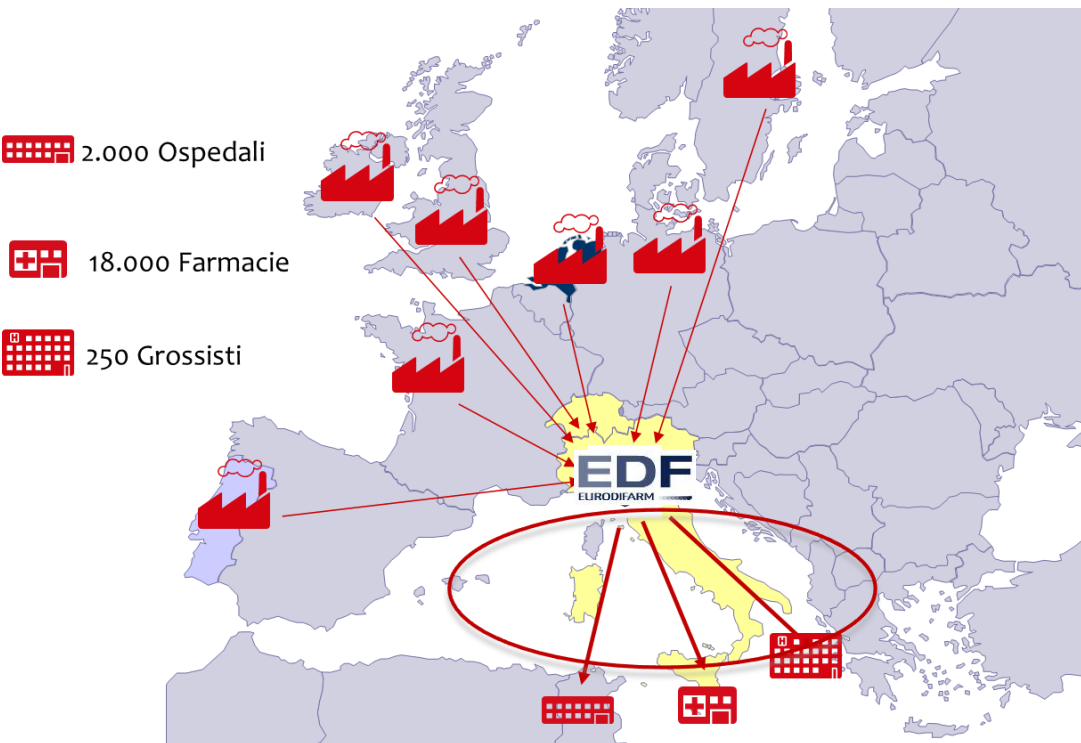 2.000 Ospedali
18.000 Farmacie
H
250 Grossisti
EDF
EURODIFARM
H